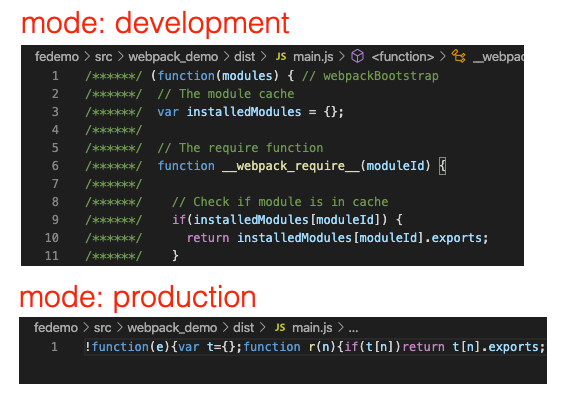 mode: development
fedemo > src > webpack_demo > dist > JS main.js > <function> > __webpac
1 /******/ (function(modules) { // webpackBootstrap
2 /******/ // The module cache
3 /******/ var installedModules = {};
4 /******/
5 /******/ // The require function
6 /******/ function __webpack_require__(moduleId) {
7 /******/
8 /******/ // Check if module is in cache
9 /******/ if(installedModules[moduleId]) {
10 /******/ return installedModules[moduleId].exports;
11 /******/ }
mode: production
fedemo > src > webpack_demo > dist > JS main.js > ...
1 !function(e){var t={};function r(n){if(t[n])return t[n].exports;